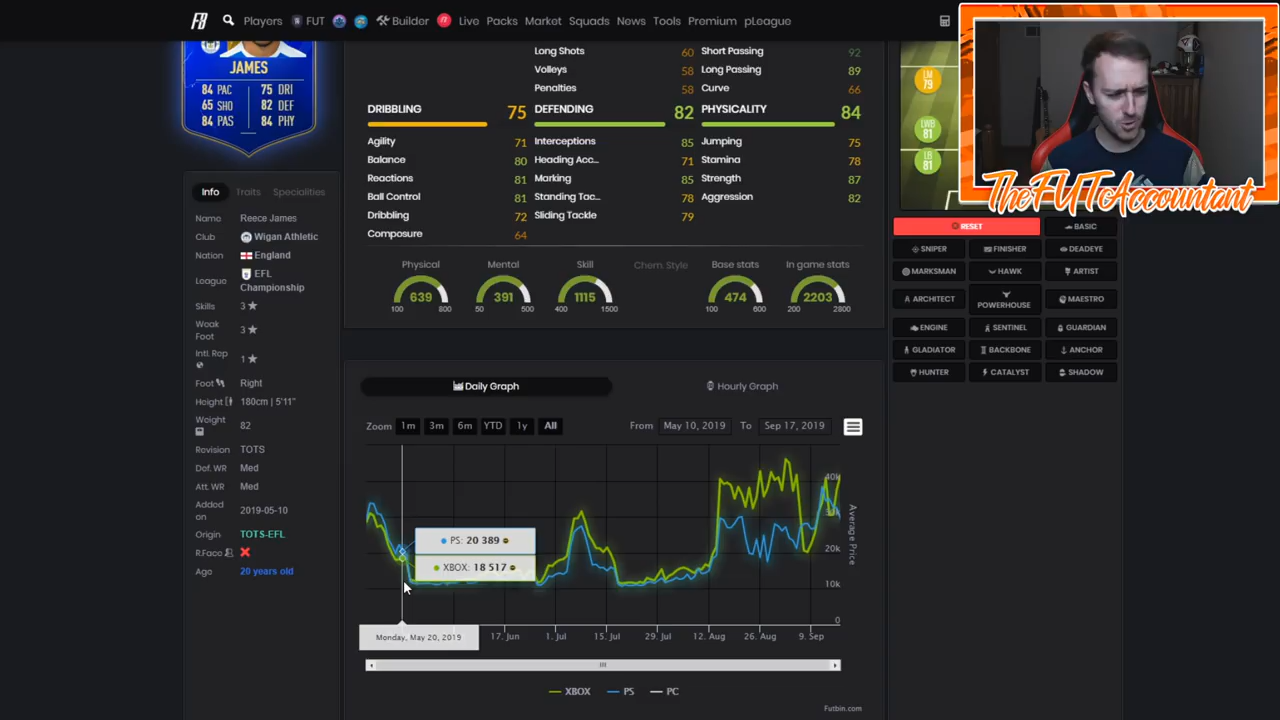 FB Players FUT Builder Live Packs Market Squads News Tools Premium pLeague
JAMES
84 PAC 75 DRI
65 SHO 82 DEF
84 PAS 84 PHY
Info Traits Specialities
Name Reece James
Club Wigan Athletic
Nation England
League EFL Championship
Skills 3
Weak Foot 3
Intl. Rep 1
Foot Right
Height 180cm | 5'11"
Weight 82
Revision TOTS
Def. WR Med
Att. WR Med
Added on 2019-05-10
Origin TOTS-EFL
R.Face
Age 20 years old
Long Shots 60 Short Passing 92
Volleys 58 Long Passing 89
Penalties 58 Curve 66
DRIBBLING 75 DEFENDING 82 PHYSICALITY 84
Agility 71 Interceptions 85 Jumping 75
Balance 80 Heading Acc... 71 Stamina 78
Reactions 81 Marking 85 Strength 87
Ball Control 81 Standing Tac... 78 Aggression 82
Dribbling 72 Sliding Tackle 79
Composure 64
Physical Mental Skill Chem. Style Base stats In game stats
639 391 1115 474 2203
100 800 50 500 400 1500 100 600 200 2800
Daily Graph Hourly Graph
Zoom 1m 3m 6m YTD 1y All From May 10, 2019 To Sep 17, 2019
40k
20k
10k
0
Average Price
PS: 20 389
XBOX: 18 517
Monday, May 20, 2019
17. Jun 1. Jul 15. Jul 29. Jul 12. Aug 26. Aug 9. Sep
XBOX PS PC
Futbin.com
LM
79
LWB
81
LB
81
TheFUTAccountant
RESET BASIC
SNIPER FINISHER DEADEYE
MARKSMAN HAWK ARTIST
ARCHITECT POWERHOUSE MAESTRO
ENGINE SENTINEL GUARDIAN
GLADIATOR BACKBONE ANCHOR
HUNTER CATALYST SHADOW